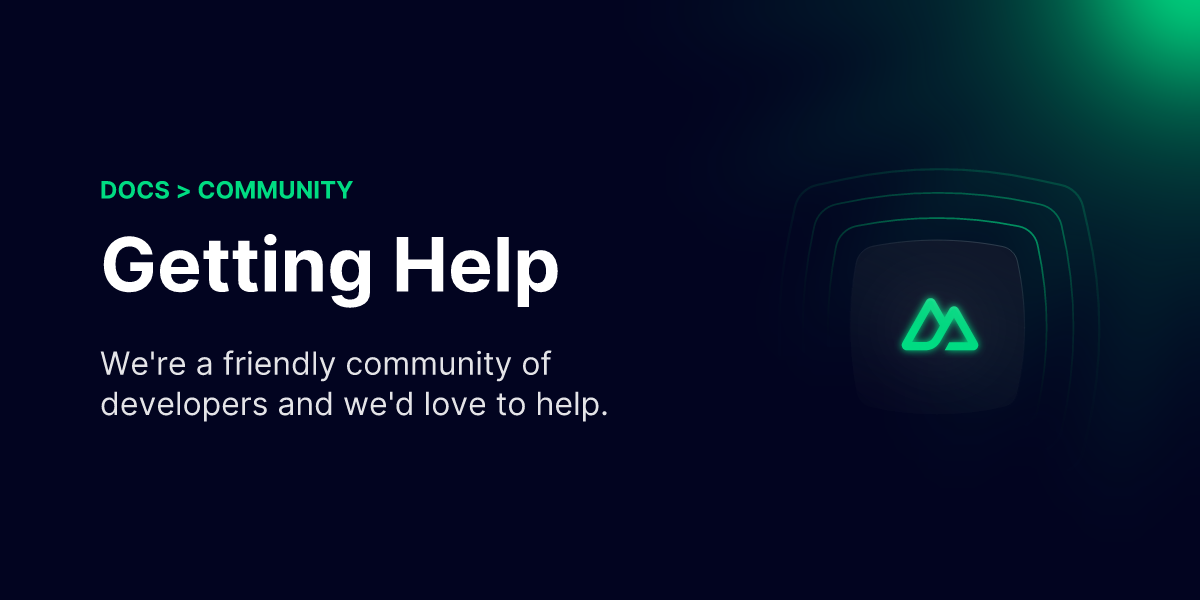 DOCS > COMMUNITY
Getting Help
We're a friendly community of
developers and we'd love to help.